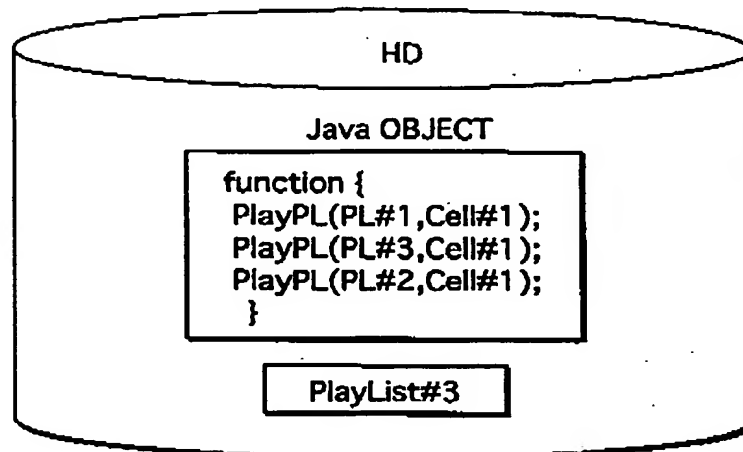 HD
Java OBJECT
function {
PlayPL(PL#1,Cell#1);
PlayPL(PL#3,Cell#1);
PlayPL(PL#2,Cell#1);
}
PlayList#3